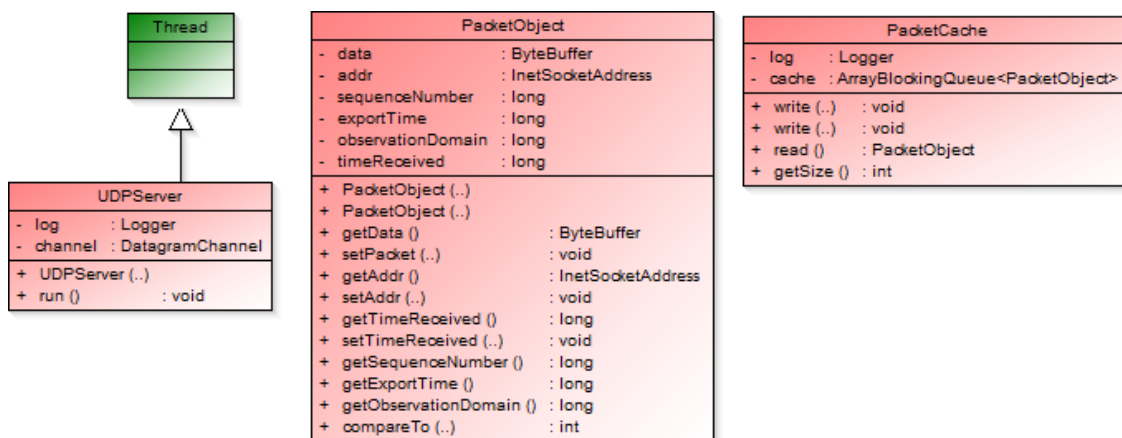 Thread
UDPServer
- log : Logger
- channel : DatagramChannel
+ UDPServer (..)
+ run () : void
PacketObject
- data : ByteBuffer
- addr : InetSocketAddress
- sequenceNumber : long
- exportTime : long
- observationDomain : long
- timeReceived : long
+ PacketObject (..)
+ PacketObject (..)
+ getData () : ByteBuffer
+ setPacket (..) : void
+ getAddr () : InetSocketAddress
+ setAddr (..) : void
+ getTimeReceived () : long
+ setTimeReceived (..) : void
+ getSequenceNumber () : long
+ getExportTime () : long
+ getObservationDomain () : long
+ compareTo (..) : int
PacketCache
- log : Logger
- cache : ArrayBlockingQueue<PacketObject>
+ write (..) : void
+ write (..) : void
+ read () : PacketObject
+ getSize () : int